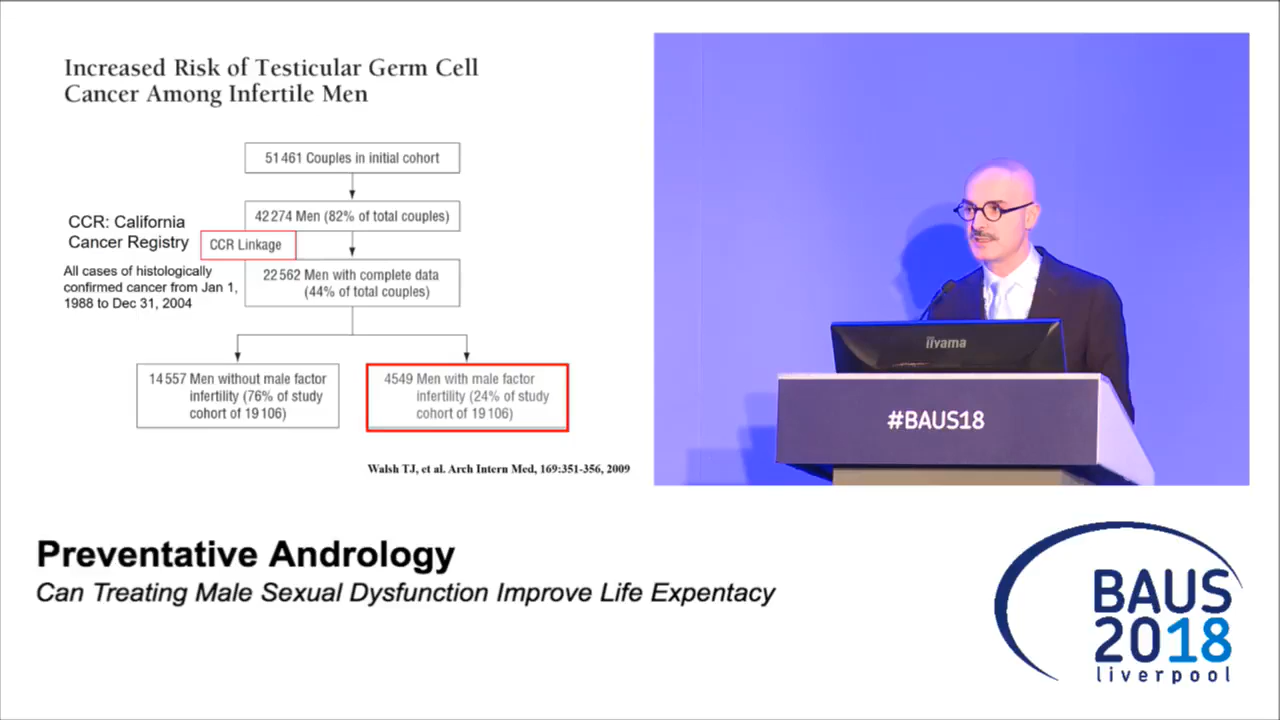 Increased Risk of Testicular Germ Cell
Cancer Among Infertile Men
51 461 Couples in initial cohort
42 274 Men (82% of total couples)
CCR: California
Cancer Registry
CCR Linkage
All cases of histologically
confirmed cancer from Jan 1,
1988 to Dec 31, 2004
22 562 Men with complete data
(44% of total couples)
14 557 Men without male factor
infertility (76% of study
cohort of 19 106)
4549 Men with male factor
infertility (24% of study
cohort of 19 106)
Walsh TJ, et al. Arch Intern Med, 169:351-356, 2009
iiyama
#BAUS18
Preventative Andrology
Can Treating Male Sexual Dysfunction Improve Life Expentacy
BAUS
2018
liverpool